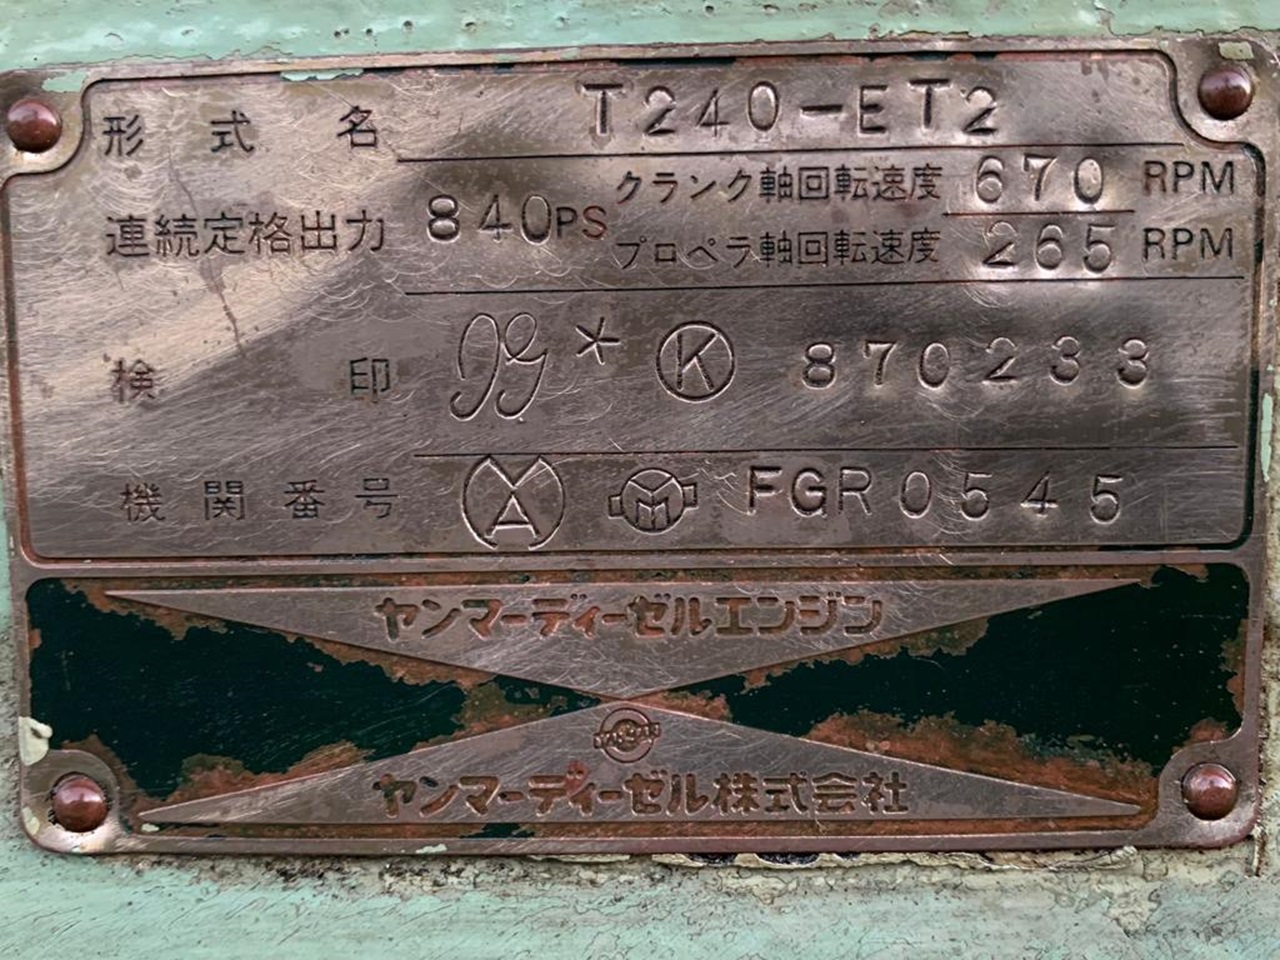 形式名 T240-ET2
連続定格出力 840PS クランク軸回転速度 670 RPM
プロペラ軸回転速度 265 RPM
検印 JG * K 870233
機関番号 M FGR0545
ヤンマーディーゼルエンジン
ヤンマーディーゼル株式会社